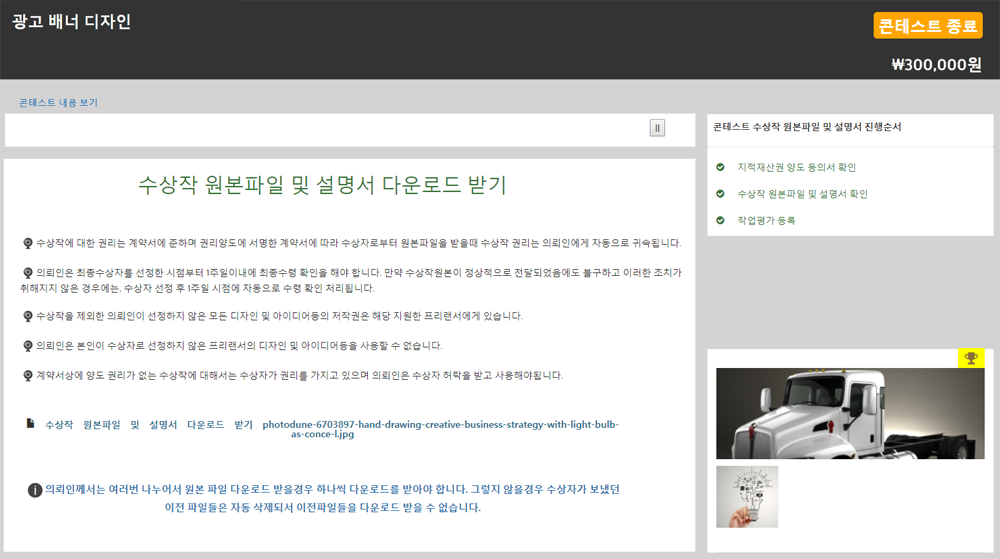 광고 배너 디자인
콘테스트 종료
₩300,000원
콘테스트 내용 보기
콘테스트 수상작 원본파일 및 설명서 진행순서
지적재산권 양도 동의서 확인
수상작 원본파일 및 설명서 확인
작업평가 등록
수상작 원본파일 및 설명서 다운로드 받기
수상작에 대한 권리는 계약서에 준하며 권리양도에 서명한 계약서에 따라 수상자로부터 원본파일을 받을때 수상작 권리는 의뢰인에게 자동으로 귀속됩니다.
의뢰인은 최종수상자를 선정한 시점부터 1주일이내에 최종수령 확인을 해야 합니다. 만약 수상작원본이 정상적으로 전달되었음에도 불구하고 이러한 조치가
취해지지 않은 경우에는, 수상자 선정 후 1주일 시점에 자동으로 수령 확인 처리됩니다.
수상작을 제외한 의뢰인이 선정하지 않은 모든 디자인 및 아이디어등의 저작권은 해당 지원한 프리랜서에게 있습니다.
의뢰인은 본인이 수상자로 선정하지 않은 프리랜서의 디자인 및 아이디어등을 사용할 수 없습니다.
계약서상에 양도 권리가 없는 수상작에 대해서는 수상자가 권리를 가지고 있으며 의뢰인은 수상자 허락을 받고 사용해야됩니다.
수상작 원본파일 및 설명서 다운로드 받기 photodune-6703897-hand-drawing-creative-business-strategy-with-light-bulb-
as-conce-l.jpg
의뢰인께서는 여러번 나누어서 원본 파일 다운로드 받을경우 하나씩 다운로드를 받아야 합니다. 그렇지 않을경우 수상자가 보냈던
이전 파일들은 자동 삭제되서 이전파일들을 다운로드 받을 수 없습니다.